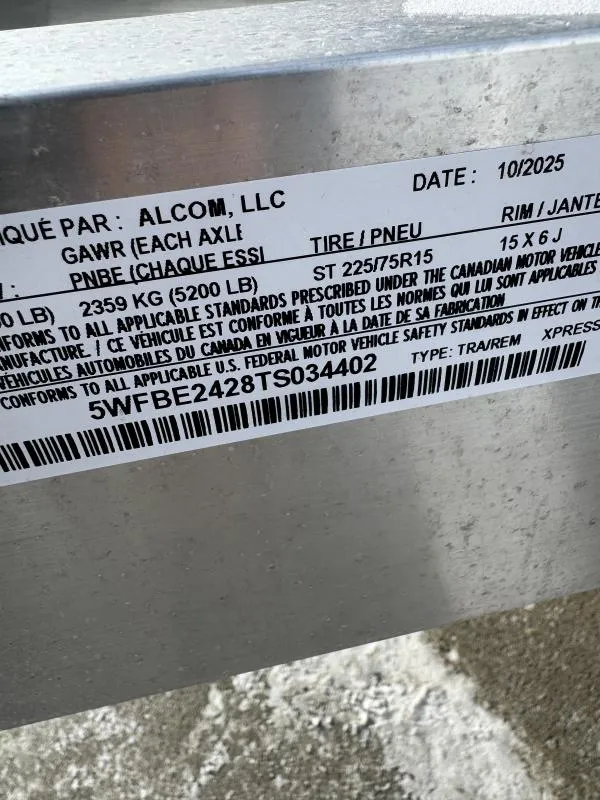 IQUÉ PAR : ALCOM, LLC DATE : 10/2025
GAWR (EACH AXLE TIRE / PNEU RIM / JANTE
PNBE (CHAQUE ESSI
0 LB) 2359 KG (5200 LB) ST 225/75R15 15 X 6 J
NFORMS TO ALL APPLICABLE STANDARDS PRESCRIBED UNDER THE CANADIAN MOTOR VEHICLE
NUFACTURE. / CE VÉHICULE EST CONFORME À TOUTES LES NORMES QUI LUI SONT APPLICABLES
VÉHICULES AUTOMOBILES DU CANADA EN VIGUEUR À LA DATE DE SA FABRICATION
CONFORMS TO ALL APPLICABLE U.S. FEDERAL MOTOR VEHICLE SAFETY STANDARDS IN EFFECT ON TH
5WFBE2428TS034402 TYPE: TRA/REM XPRESS